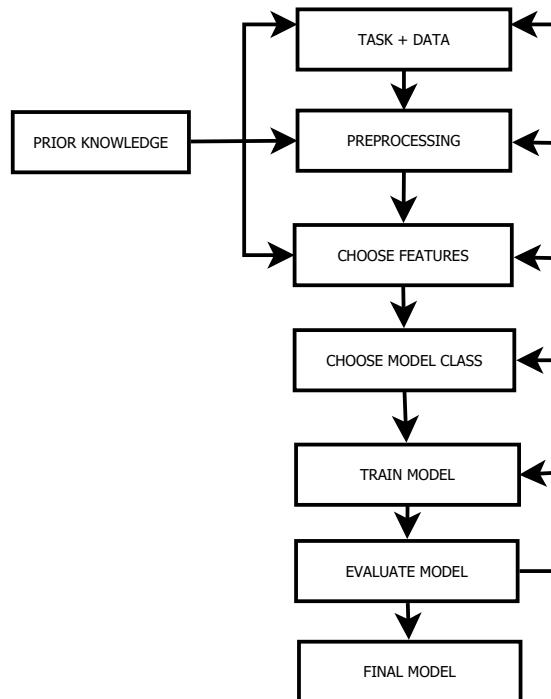 TASK + DATA
PRIOR KNOWLEDGE
PREPROCESSING
CHOOSE FEATURES
CHOOSE MODEL CLASS
TRAIN MODEL
EVALUATE MODEL
FINAL MODEL